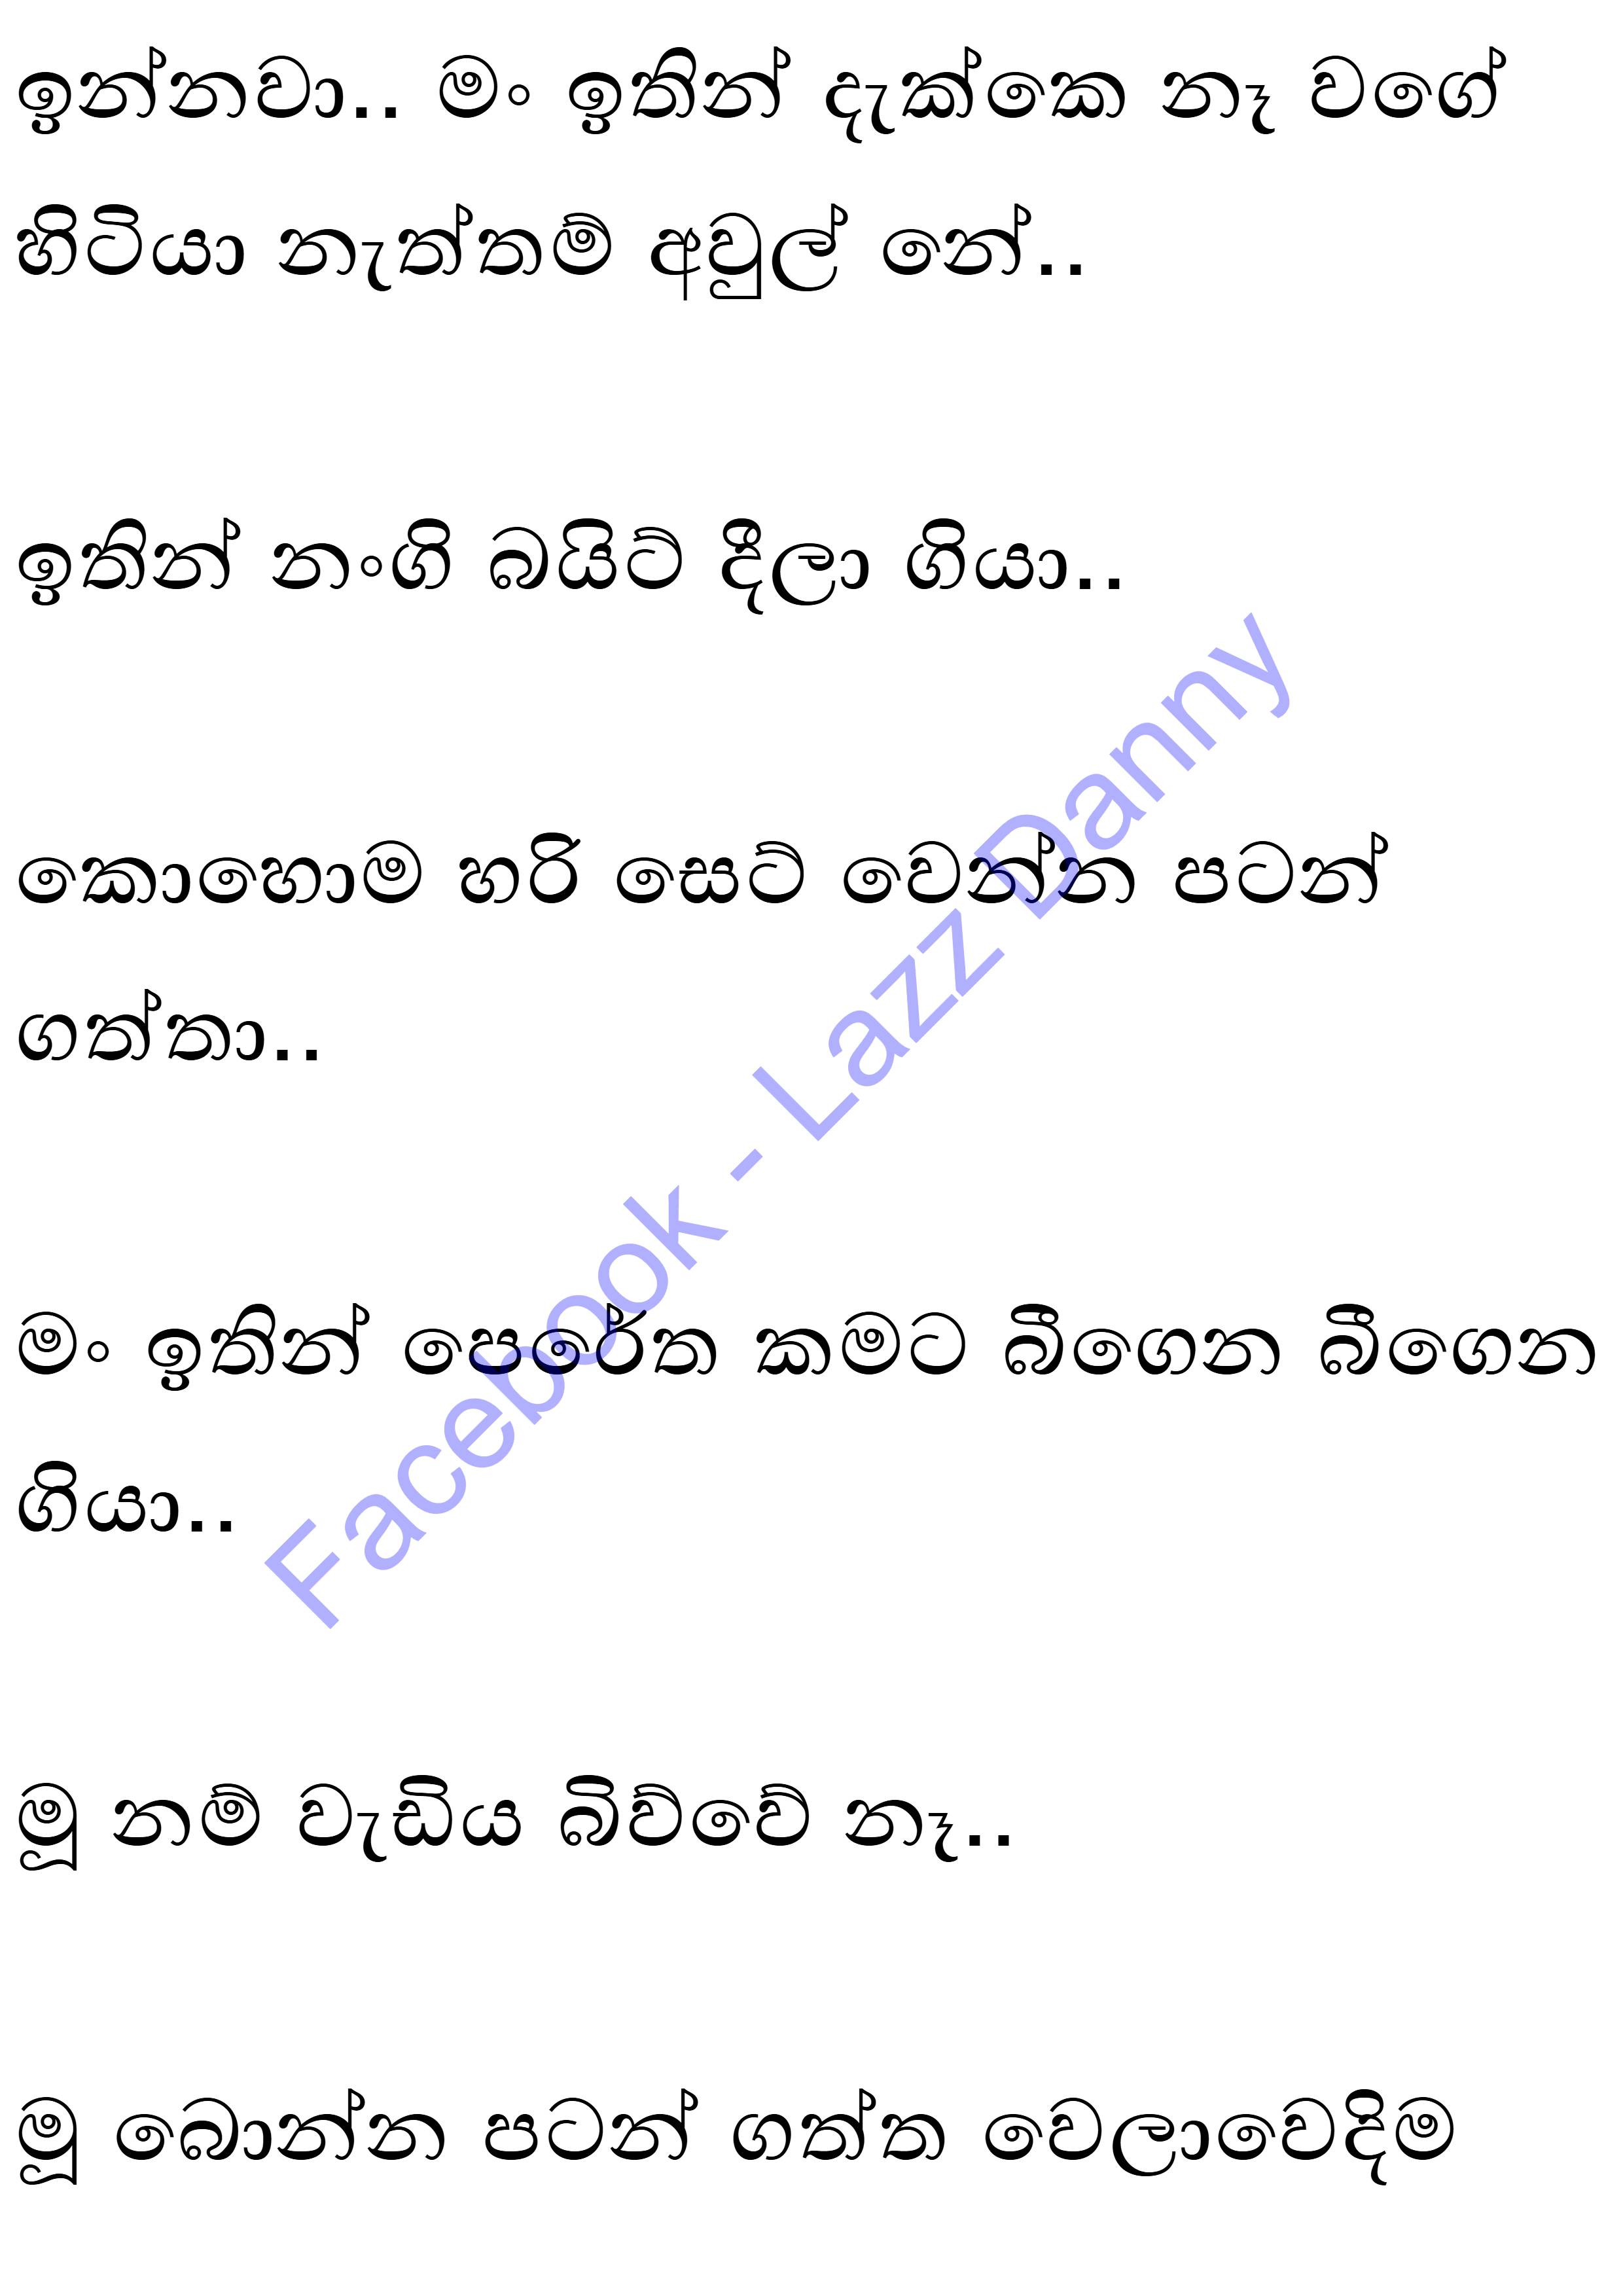 ඉන්නවා.. මං ඉතින් දැක්කෙ නෑ වගේ
හිටියා නැත්තම් අවුල් නේ..
ඉතින් නංගි බයිට් දීලා ගියා..
කොහොම හරි සෙට් වෙන්න පටන්
ගත්තා..
මං ඉතින් පෙරේත කමට බීගෙන බීගෙන
ගියා..
මූ නම් වැඩිය බිව්වේ නෑ..
මූ බොන්න පටන් ගත්ත වෙලාවෙදිම
Facebook - Lazz Danny